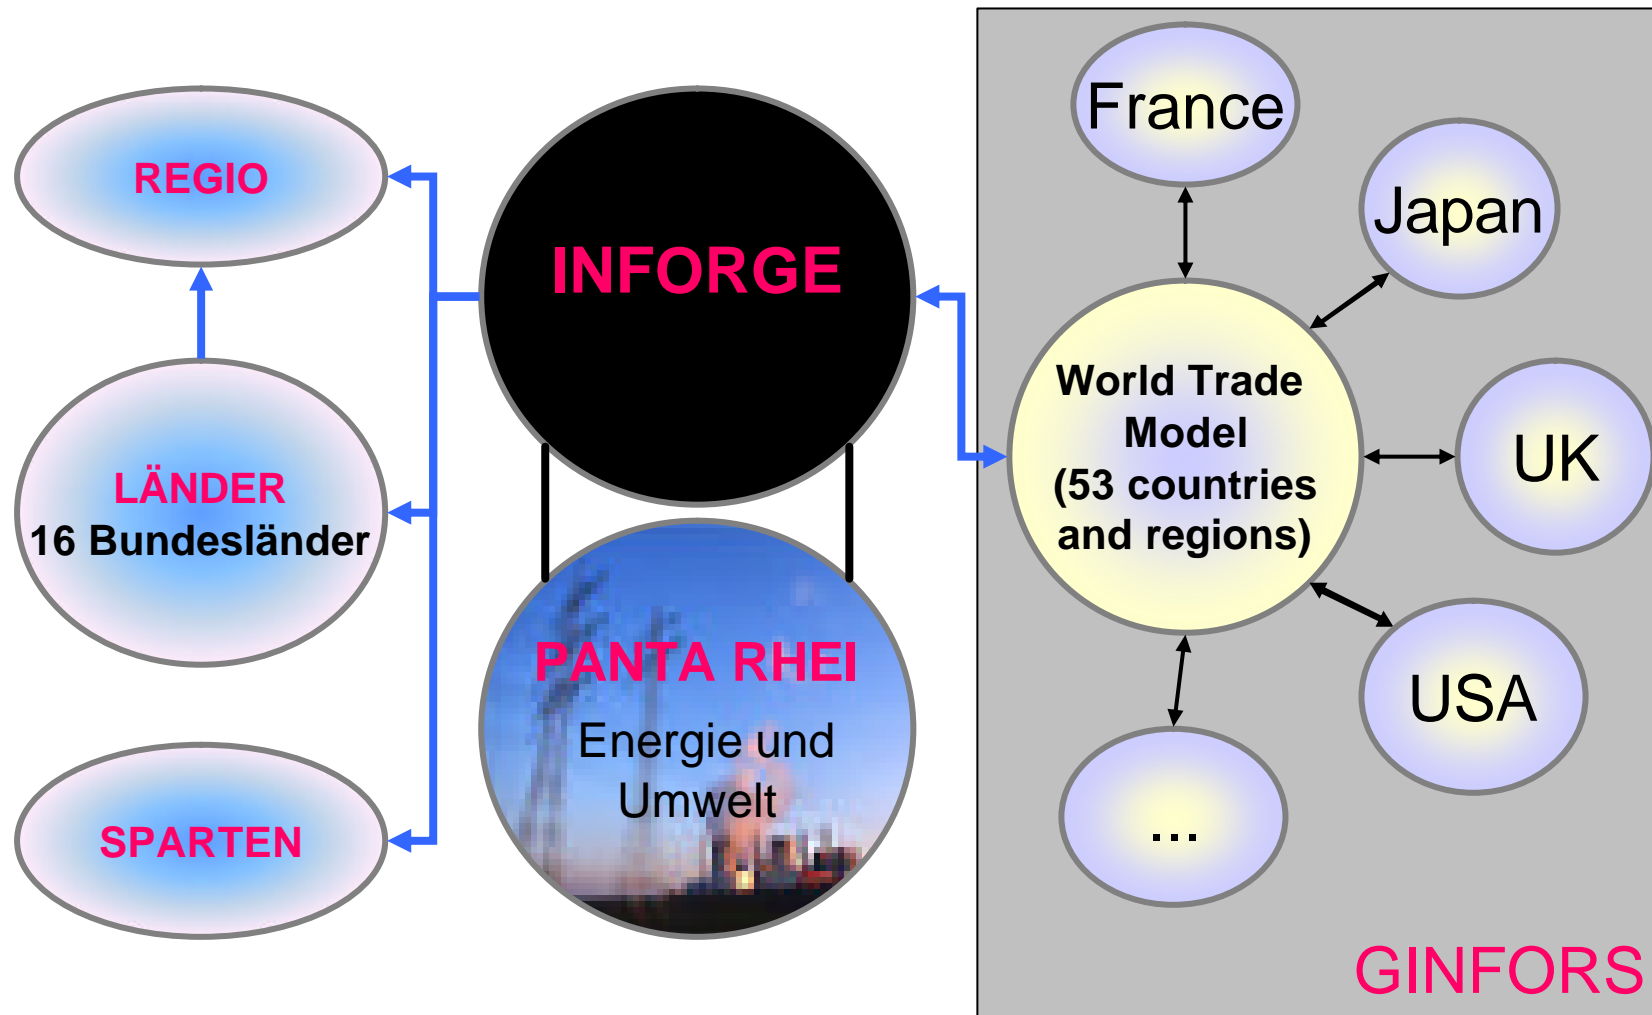 REGIO
LÄNDER
16 Bundesländer
SPARTEN
INFORGE
PANTA RHEI
Energie und
Umwelt
France
Japan
World Trade
Model
(53 countries
and regions)
UK
USA
...
GINFORS